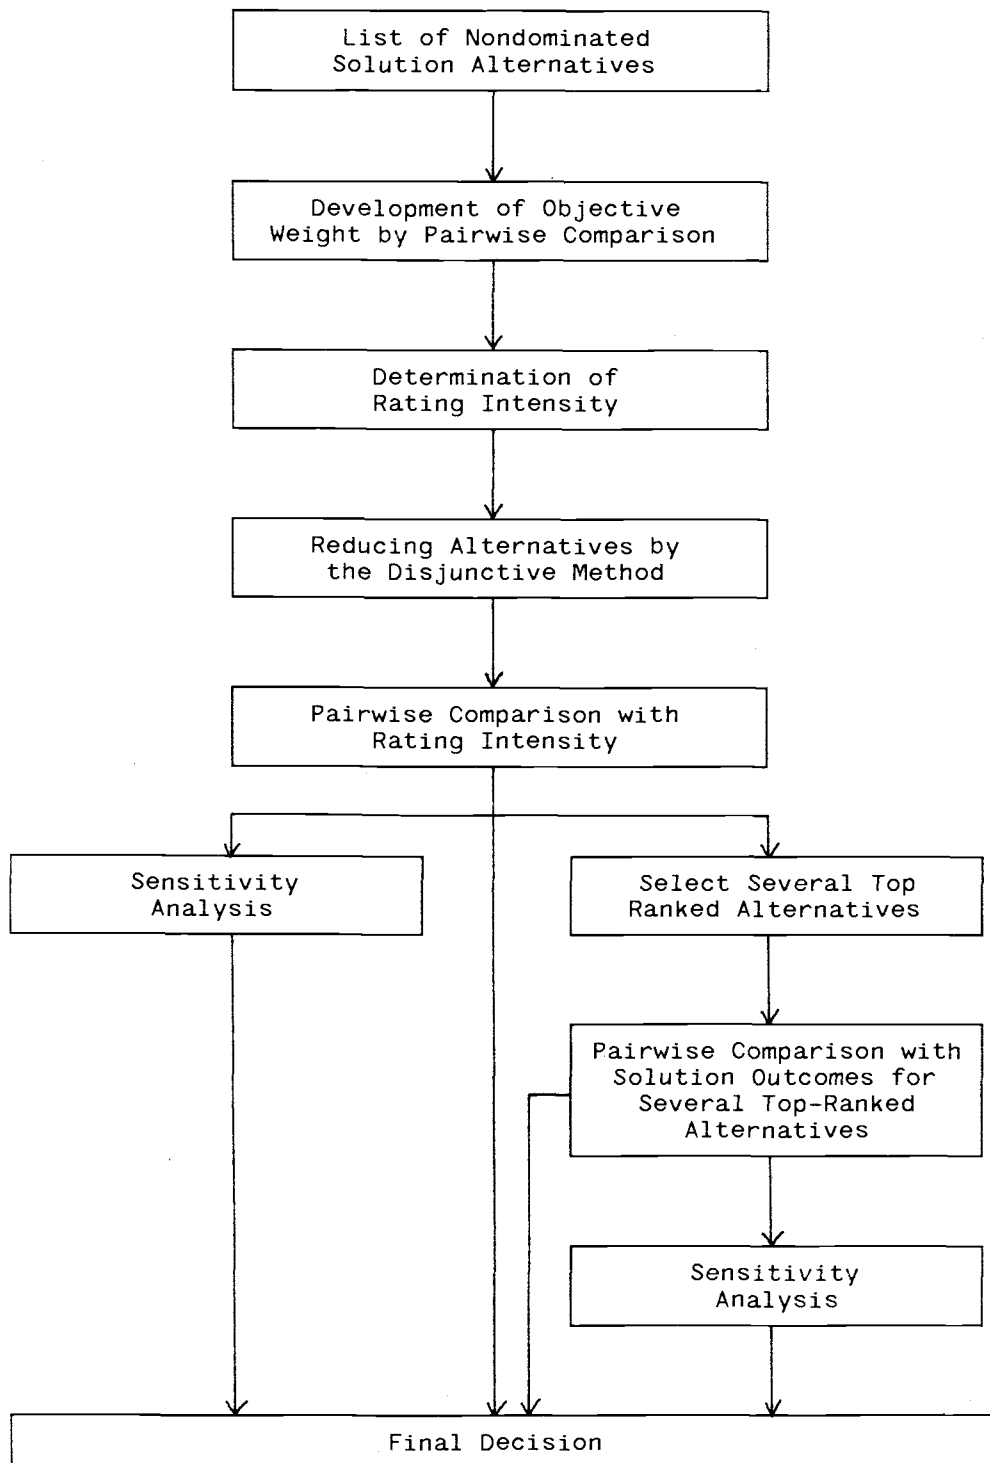 List of Nondominated
Solution Alternatives
Development of Objective
Weight by Pairwise Comparison
Determination of
Rating Intensity
Reducing Alternatives by
the Disjunctive Method
Pairwise Comparison with
Rating Intensity
Sensitivity
Analysis
Select Several Top
Ranked Alternatives
Pairwise Comparison with
Solution Outcomes for
Several Top-Ranked
Alternatives
Sensitivity
Analysis
Final Decision